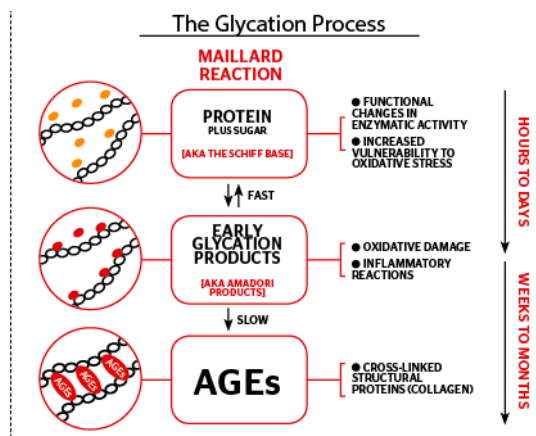 The Glycation Process
MAILLARD
REACTION
PROTEIN
PLUS SUGAR
[AKA THE SCHIFF BASE]
● FUNCTIONAL
CHANGES IN
ENZYMATIC ACTIVITY
● INCREASED
VULNERABILITY TO
OXIDATIVE STRESS
HOURS TO DAYS
FAST
EARLY
GLYCATION
PRODUCTS
[AKA AMADORI
PRODUCTS]
● OXIDATIVE DAMAGE
● INFLAMMATORY
REACTIONS
WEEKS TO MONTHS
SLOW
AGEs
AGEs
AGEs
AGEs
● CROSS-LINKED
STRUCTURAL
PROTEINS (COLLAGEN)